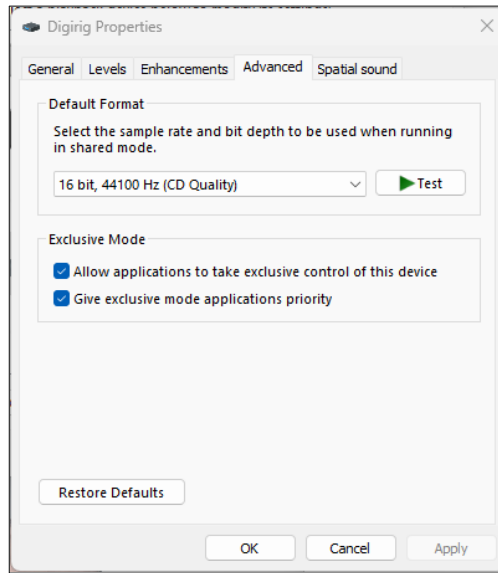 Digirig Properties
General Levels Enhancements Advanced Spatial sound
Default Format
Select the sample rate and bit depth to be used when running
in shared mode.
16 bit, 44100 Hz (CD Quality)
Test
Exclusive Mode
Allow applications to take exclusive control of this device
Give exclusive mode applications priority
Restore Defaults
OK Cancel Apply